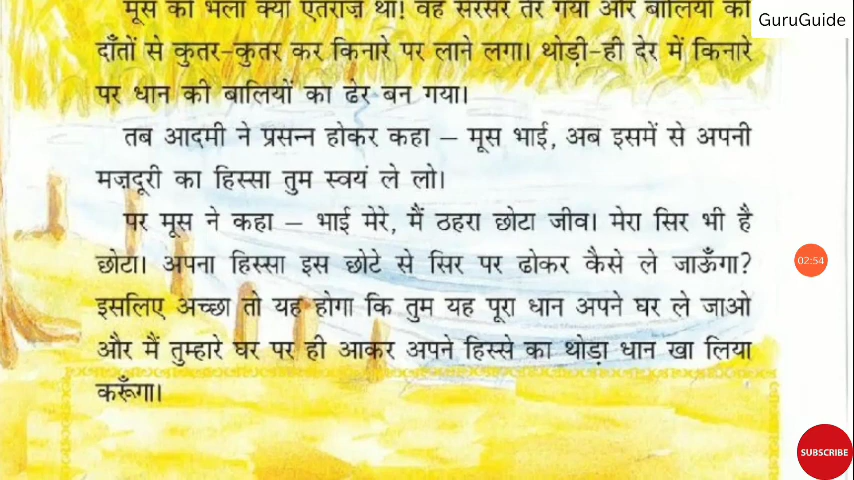 मूस को भला क्या एतराज़ था! वह सरसर तैर गया और बालियों को
दाँतों से कुतर-कुतर कर किनारे पर लाने लगा। थोड़ी-ही देर में किनारे
पर धान की बालियों का ढेर बन गया।
तब आदमी ने प्रसन्न होकर कहा – मूस भाई, अब इसमें से अपनी
मज़दूरी का हिस्सा तुम स्वयं ले लो।
पर मूस ने कहा – भाई मेरे, मैं ठहरा छोटा जीव। मेरा सिर भी है
छोटा। अपना हिस्सा इस छोटे से सिर पर ढोकर कैसे ले जाऊँगा?
इसलिए अच्छा तो यह होगा कि तुम यह पूरा धान अपने घर ले जाओ
और मैं तुम्हारे घर पर ही आकर अपने हिस्से का थोड़ा धान खा लिया
करूँगा।
GuruGuide
02:54
SUBSCRIBE